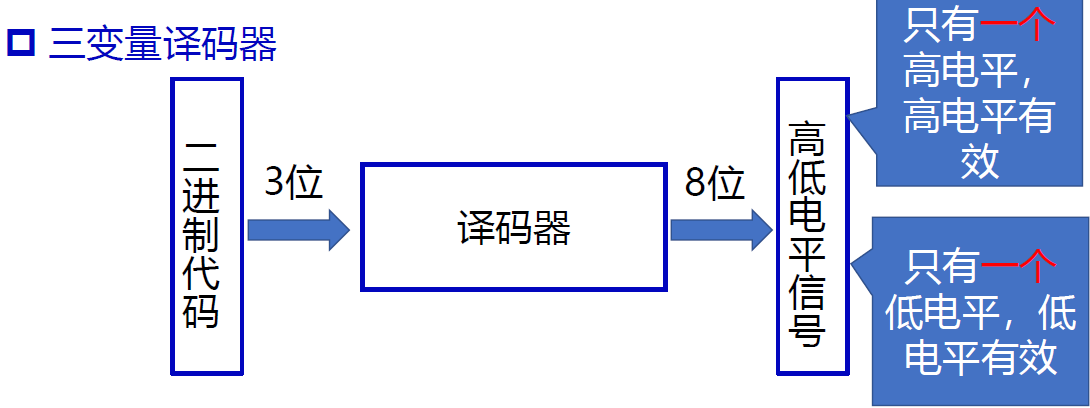 三变量译码器
二进制代码
3位
译码器
8位
高低电平信号
只有一个
高电平，
高电平有
效
只有一个
低电平，低
电平有效